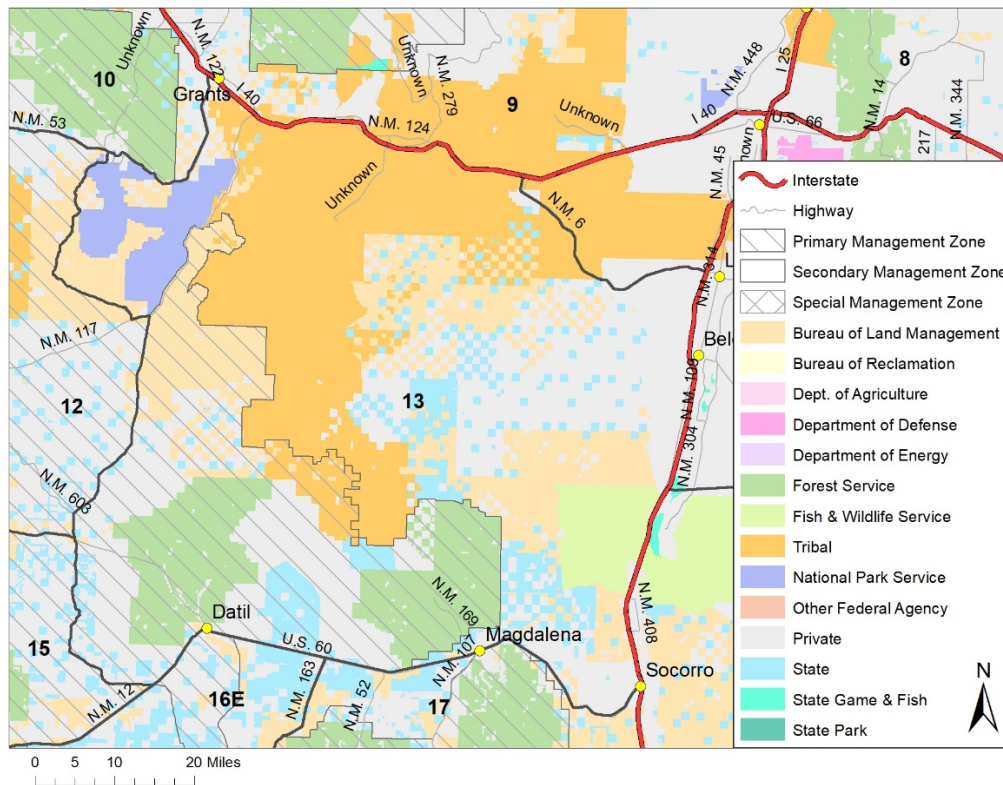 Unknown
N.M. 122
10
Grants
I 40
Unknown
N.M. 279
9
N.M. 124
Unknown
Unknown
I 40
N.M. 448
I 25
U.S. 66
N.M. 14
8
N.M. 344
217
N.M. 45
N.M. 53
N.M. 6
N.M. 314
N.M. 117
12
13
N.M. 109
N.M. 304
N.M. 603
Datil
U.S. 60
N.M. 169
Magdalena
N.M. 107
N.M. 408
Socorro
15
N.M. 12
16E
N.M. 163
N.M. 52
17
Interstate
Highway
Primary Management Zone
Secondary Management Zone
Special Management Zone
Bureau of Land Management
Bureau of Reclamation
Dept. of Agriculture
Department of Defense
Department of Energy
Forest Service
Fish & Wildlife Service
Tribal
National Park Service
Other Federal Agency
Private
State
State Game & Fish
State Park
N
0 5 10 20 Miles